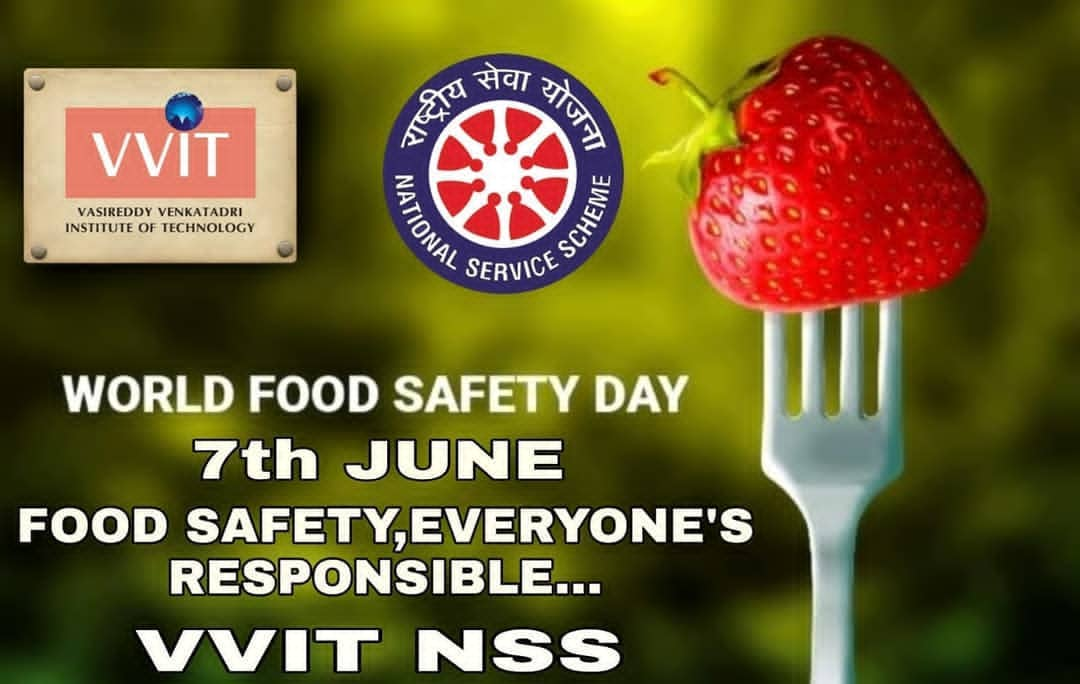 VVIT
VASIREDDY VENKATADRI
INSTITUTE OF TECHNOLOGY
राष्ट्रीय सेवा योजना
NATIONAL SERVICE SCHEME
WORLD FOOD SAFETY DAY
7th JUNE
FOOD SAFETY,EVERYONE'S
RESPONSIBLE...
VVIT NSS